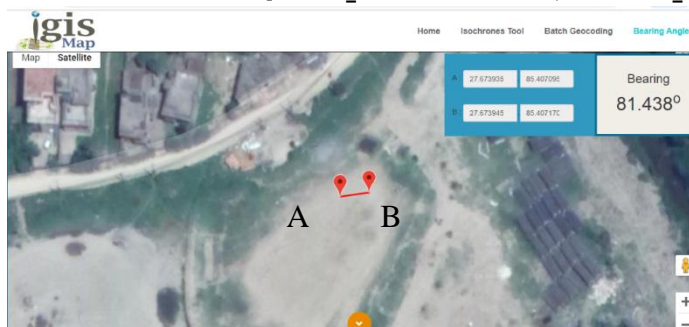 igis
Map
Home Isochrones Tool Batch Geocoding Bearing Angle
Map Satellite
A 27.673935 85.407095
B 27.673945 85.407170
Bearing
81.438°
A B